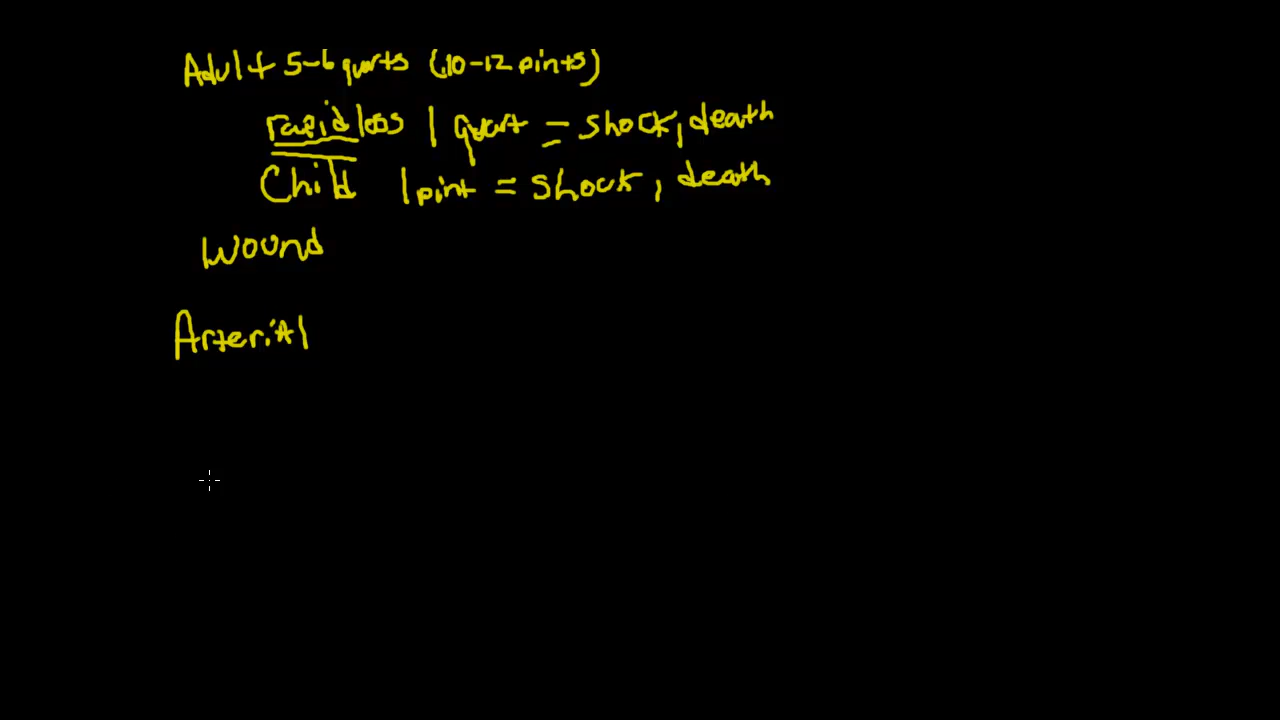 Adult 5-6 quarts (10-12 pints)
rapid loss 1 quart = shock, death
Child 1 pint = shock, death
wound
Arterial